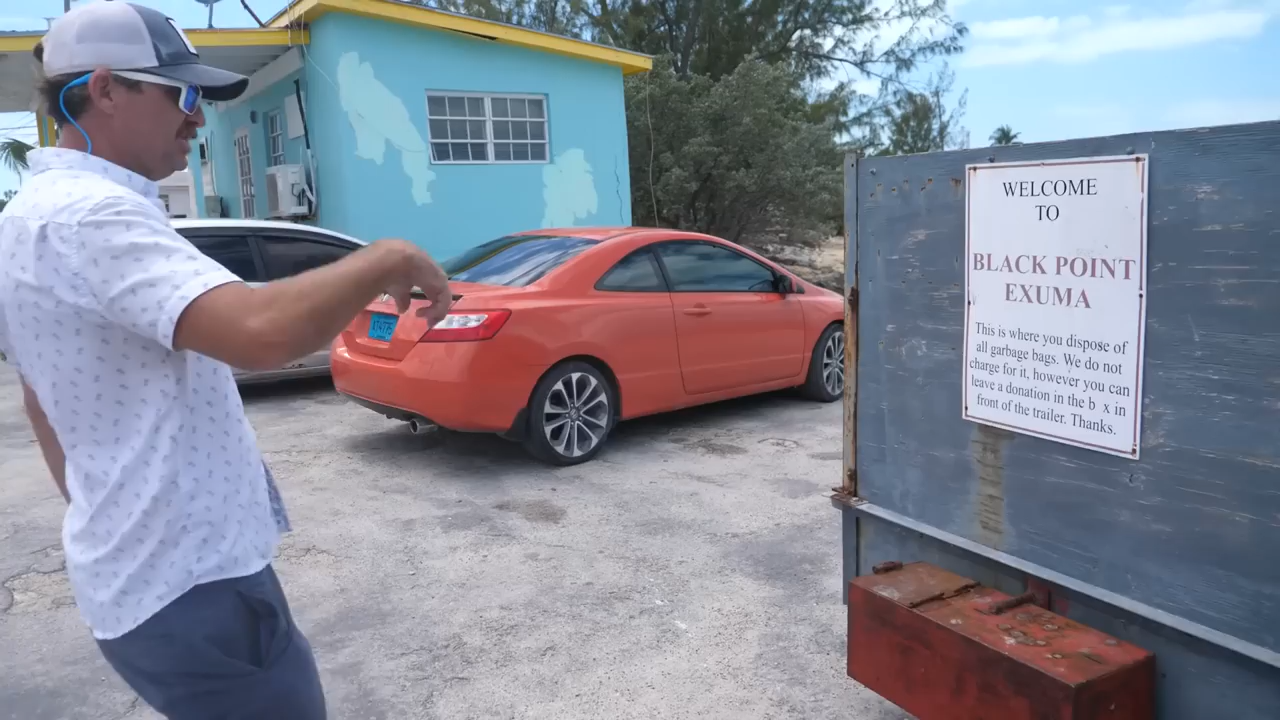 WELCOME
TO
BLACK POINT
EXUMA
This is where you dispose of
all garbage bags. We do not
charge for it, however you can
leave a donation in the b x in
front of the trailer. Thanks.